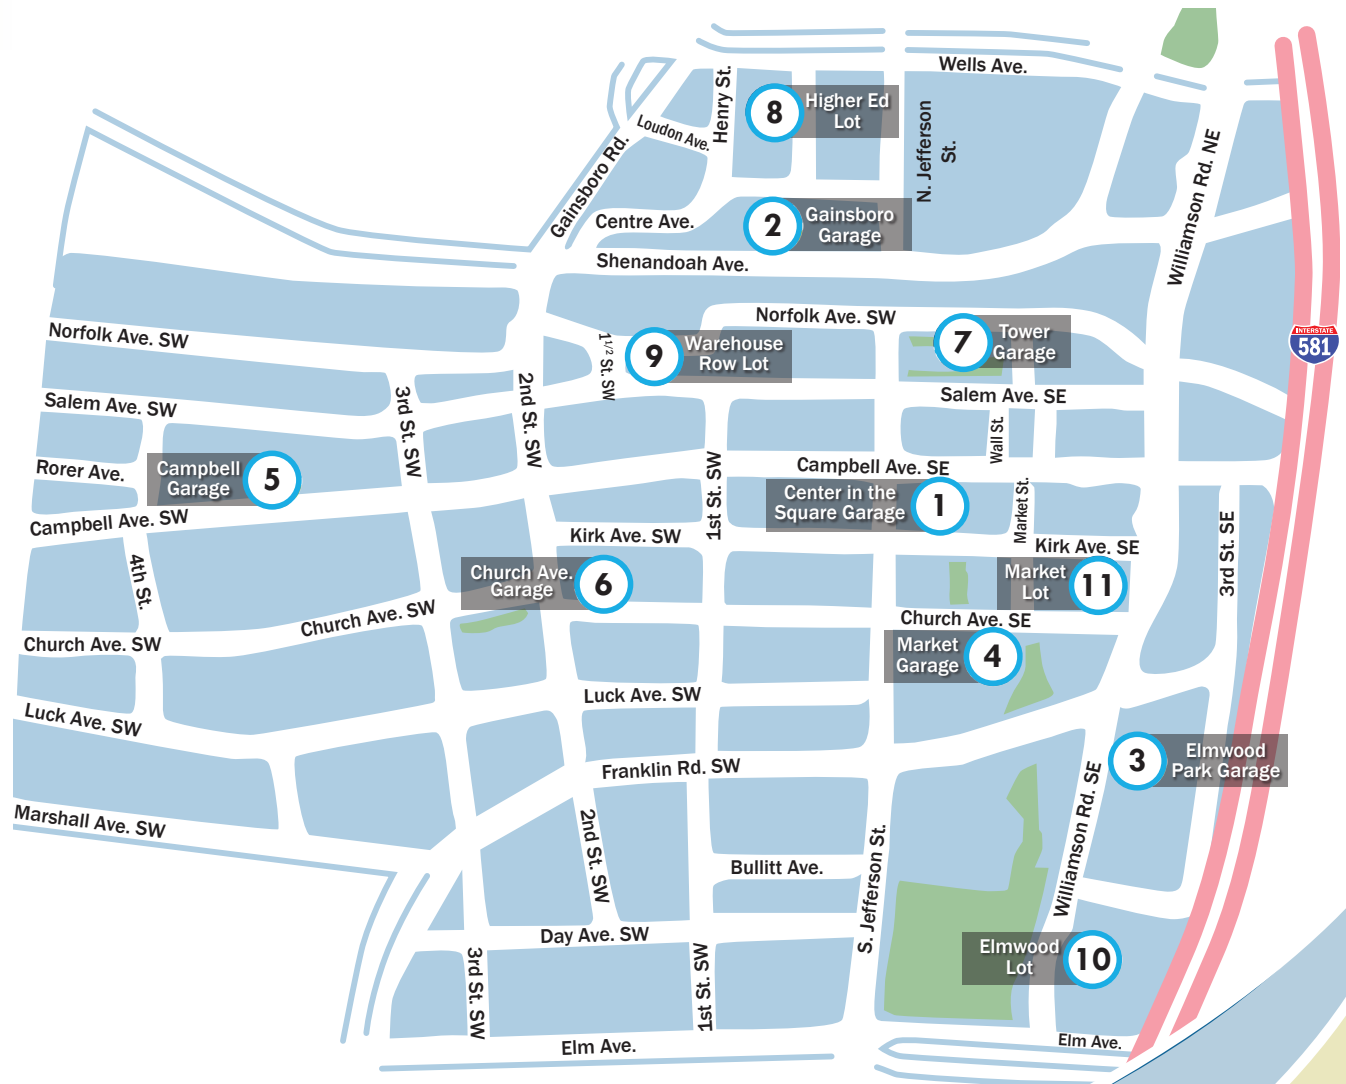 Wells Ave.
Henry St.
8
Higher Ed
Lot
N. Jefferson
St.
Loudon Ave.
Gainsboro Rd.
Williamson Rd. NE
Centre Ave.
2
Gainsboro
Garage
Shenandoah Ave.
Norfolk Ave. SW
Norfolk Ave. SW
1 1/2 St. SW
9
Warehouse
Row Lot
7
Tower
Garage
INTERSTATE
581
Salem Ave. SW
3rd St. SW
2nd St. SW
Salem Ave. SE
Wall St.
Rorer Ave.
Campbell
Garage
5
1st St. SW
Campbell Ave. SE
Center in the
Square Garage
1
Market St.
Campbell Ave. SW
Kirk Ave. SW
Kirk Ave. SE
3rd St. SE
4th St.
Church Ave.
Garage
6
Market
Lot
11
Church Ave. SW
Church Ave. SW
Church Ave. SE
Market
Garage
4
Luck Ave. SW
Luck Ave. SW
Franklin Rd. SW
3
Elmwood
Park Garage
Marshall Ave. SW
2nd St. SW
Bullitt Ave.
S. Jefferson St.
Williamson Rd. SE
Day Ave. SW
Elmwood
Lot
10
3rd St. SW
1st St. SW
Elm Ave.
Elm Ave.